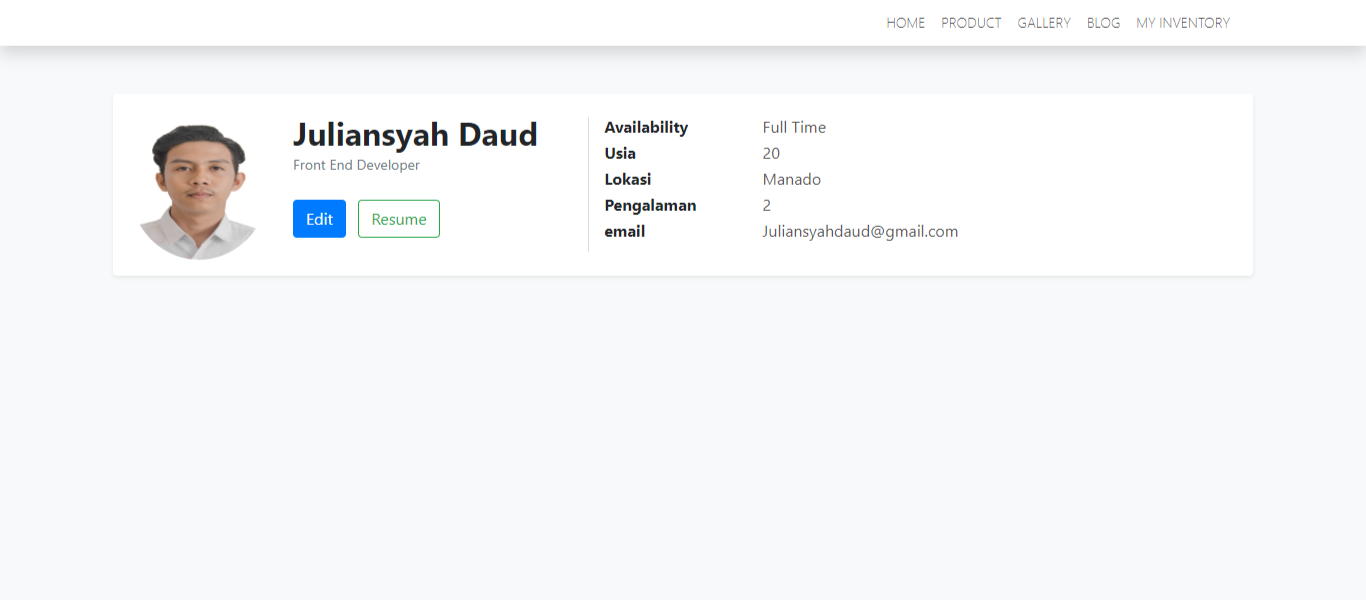 HOME PRODUCT GALLERY BLOG MY INVENTORY
Juliansyah Daud
Front End Developer
Edit Resume
Availability Full Time
Usia 20
Lokasi Manado
Pengalaman 2
email Juliansyahdaud@gmail.com